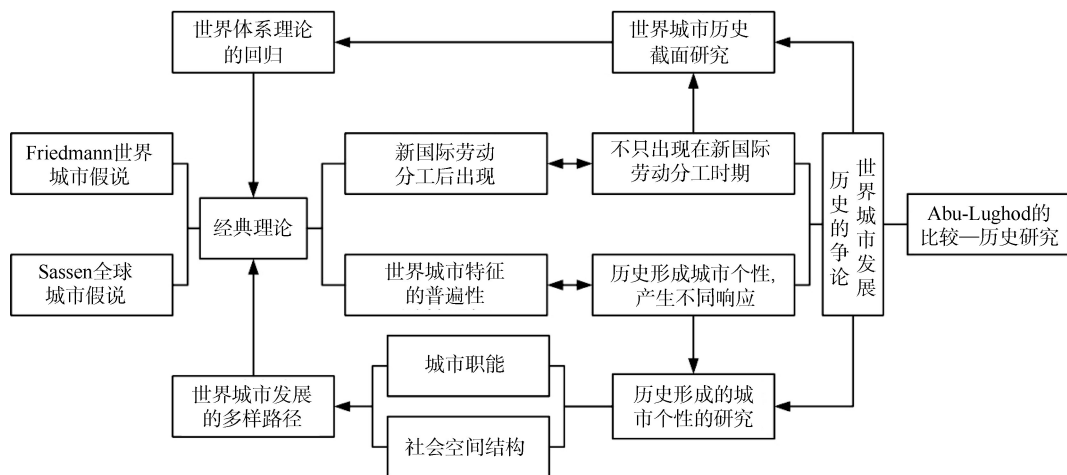 世界体系理论
的回归
世界城市历史
截面研究
Friedmann世界
城市假说
新国际劳动
分工后出现
不只出现在新国际
劳动分工时期
经典理论
世界城市发展
历史的争论
Abu-Lughod的
比较—历史研究
Sassen全球
城市假说
世界城市特征
的普遍性
历史形成城市个性,
产生不同响应
城市职能
世界城市发展
的多样路径
历史形成的城
市个性的研究
社会空间结构